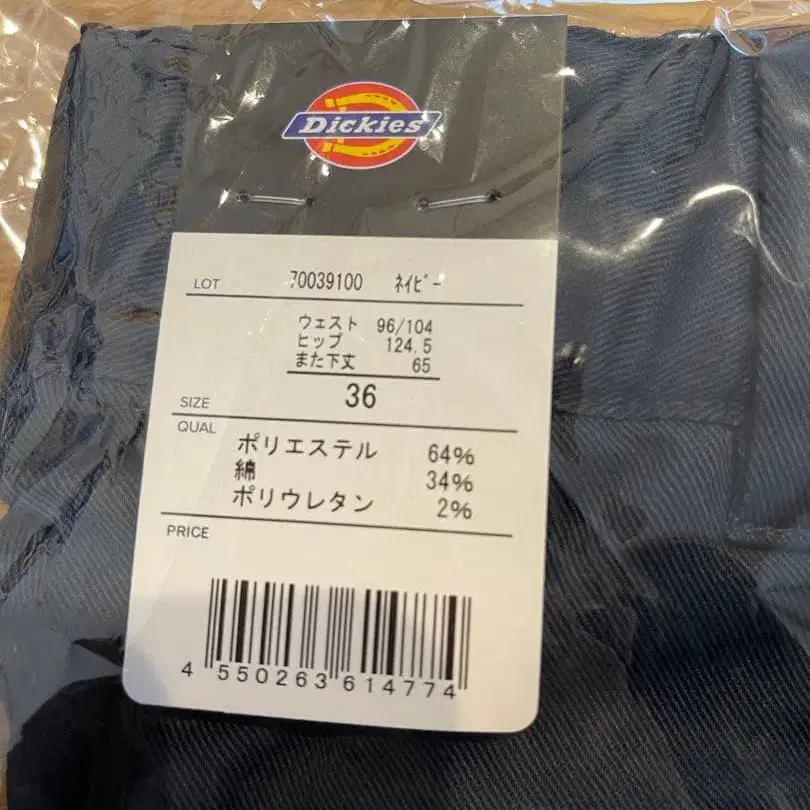 Dickies
LOT 70039100 ネイビー
ウェスト 96/104
ヒップ 124.5
また下丈 65
SIZE 36
QUAL
ポリエステル 64%
綿 34%
ポリウレタン 2%
PRICE
4 550263 614774